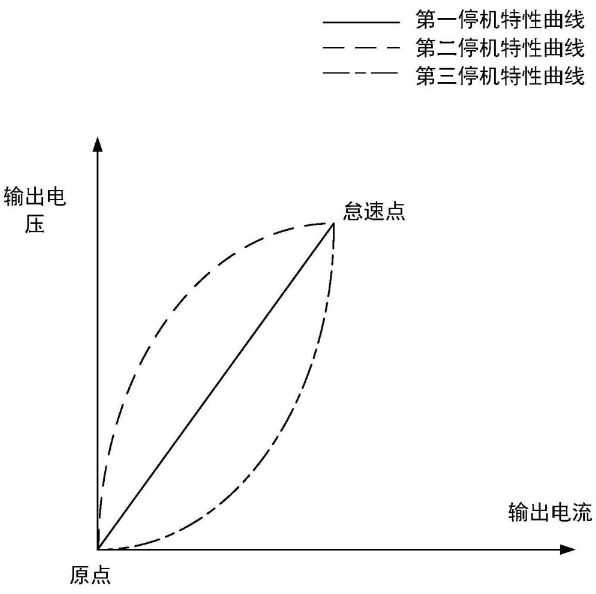 第一停机特性曲线
第二停机特性曲线
第三停机特性曲线
输出电
压
怠速点
输出电流
原点